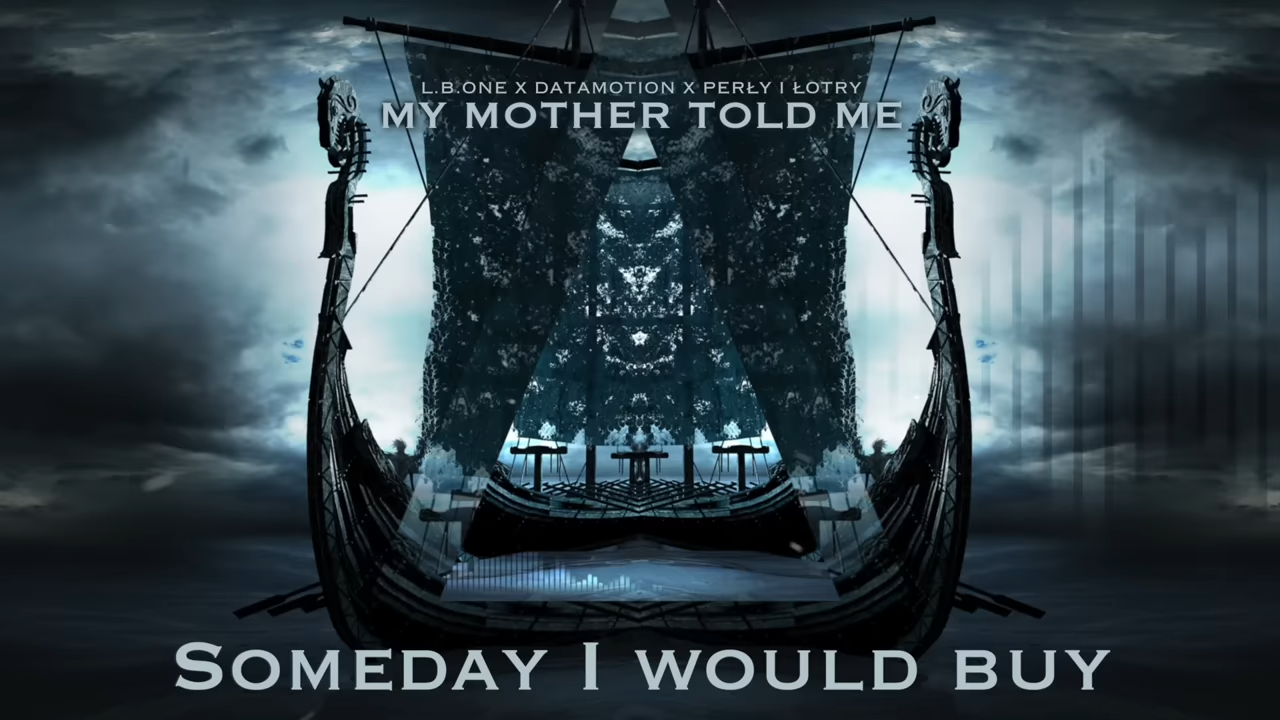 L.B.ONE X DATAMOTION X PERŁY I ŁOTRY
MY MOTHER TOLD ME
SOMEDAY I WOULD BUY